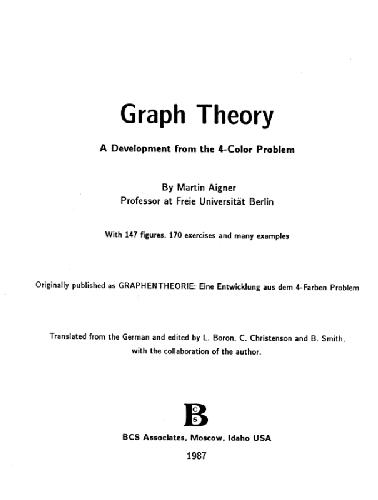 Graph Theory
A Development from the 4-Color Problem
By Martin Aigner
Professor at Freie Universität Berlin
With 147 figures, 170 exercises and many examples
Originally published as GRAPHENTHEORIE: Eine Entwicklung aus dem 4-Farben Problem
Translated from the German and edited by L. Boron, C. Christenson and B. Smith,
with the collaboration of the author.
BCS
BCS Associates, Moscow, Idaho USA
1987